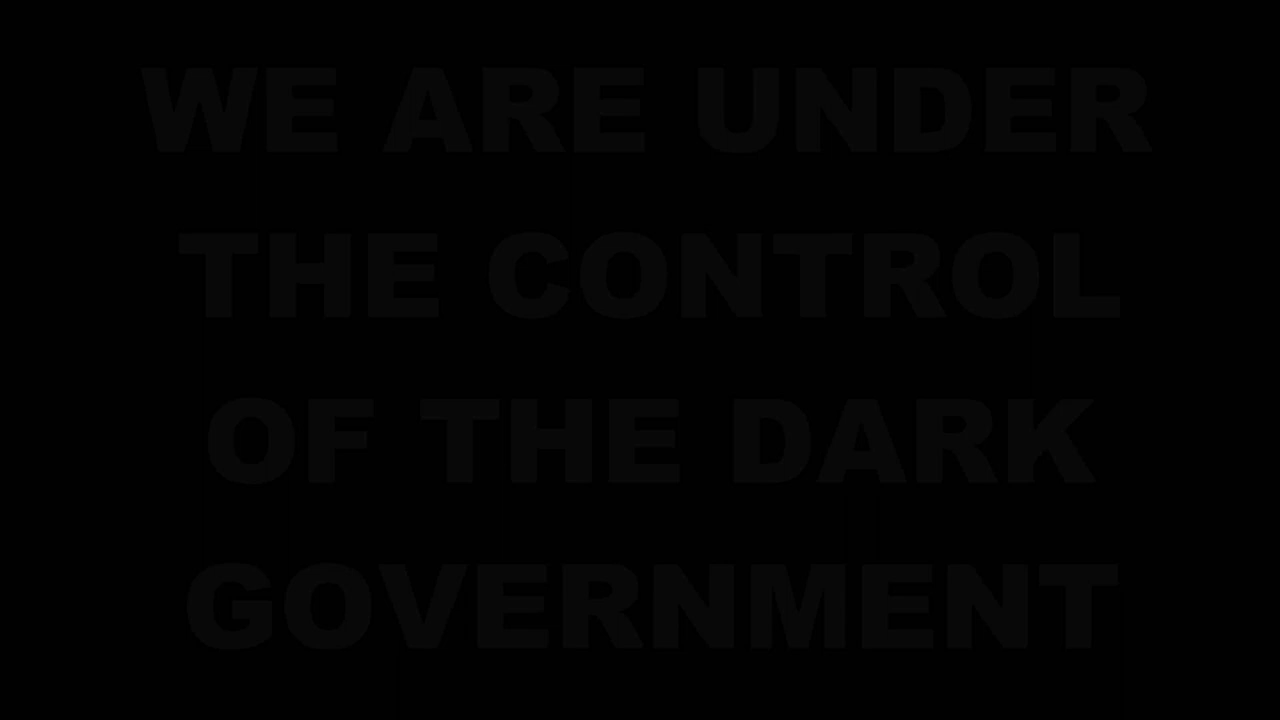 WE ARE UNDER
THE CONTROL
OF THE DARK
GOVERNMENT